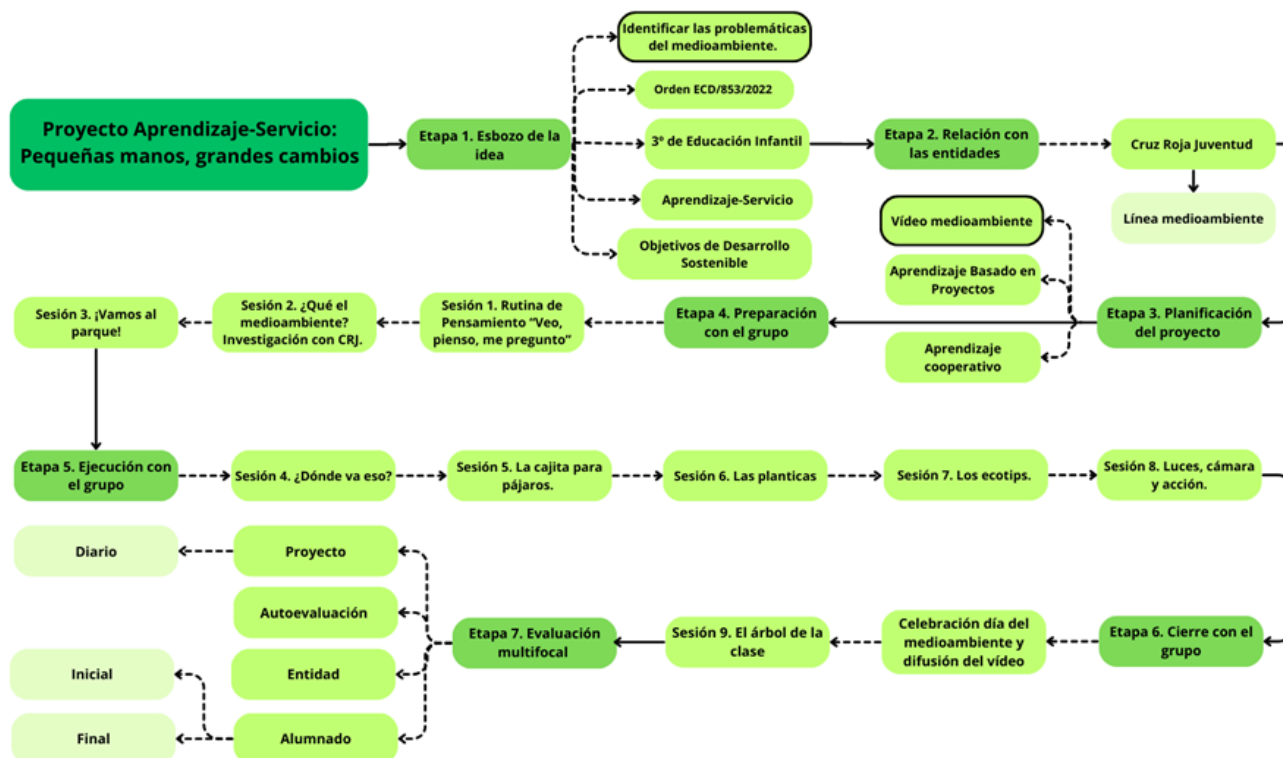 Proyecto Aprendizaje-Servicio:
Pequeñas manos, grandes cambios
Etapa 1. Esbozo de la
idea
Identificar las problemáticas
del medioambiente.
Orden ECD/853/2022
3º de Educación Infantil
Aprendizaje-Servicio
Objetivos de Desarrollo
Sostenible
Etapa 2. Relación con
las entidades
Cruz Roja Juventud
Línea medioambiente
Etapa 3. Planificación
del proyecto
Vídeo medioambiente
Aprendizaje Basado en
Proyectos
Aprendizaje
cooperativo
Etapa 4. Preparación
con el grupo
Sesión 1. Rutina de
Pensamiento “Veo,
pienso, me pregunto”
Sesión 2. ¿Qué el
medioambiente?
Investigación con CRJ.
Sesión 3. ¡Vamos al
parque!
Etapa 5. Ejecución con
el grupo
Sesión 4. ¿Dónde va eso?
Sesión 5. La cajita para
pájaros.
Sesión 6. Las planticas
Sesión 7. Los ecotips.
Sesión 8. Luces, cámara
y acción.
Etapa 6. Cierre con el
grupo
Celebración día del
medioambiente y
difusión del vídeo
Sesión 9. El árbol de la
clase
Etapa 7. Evaluación
multifocal
Proyecto
Diario
Autoevaluación
Entidad
Alumnado
Inicial
Final